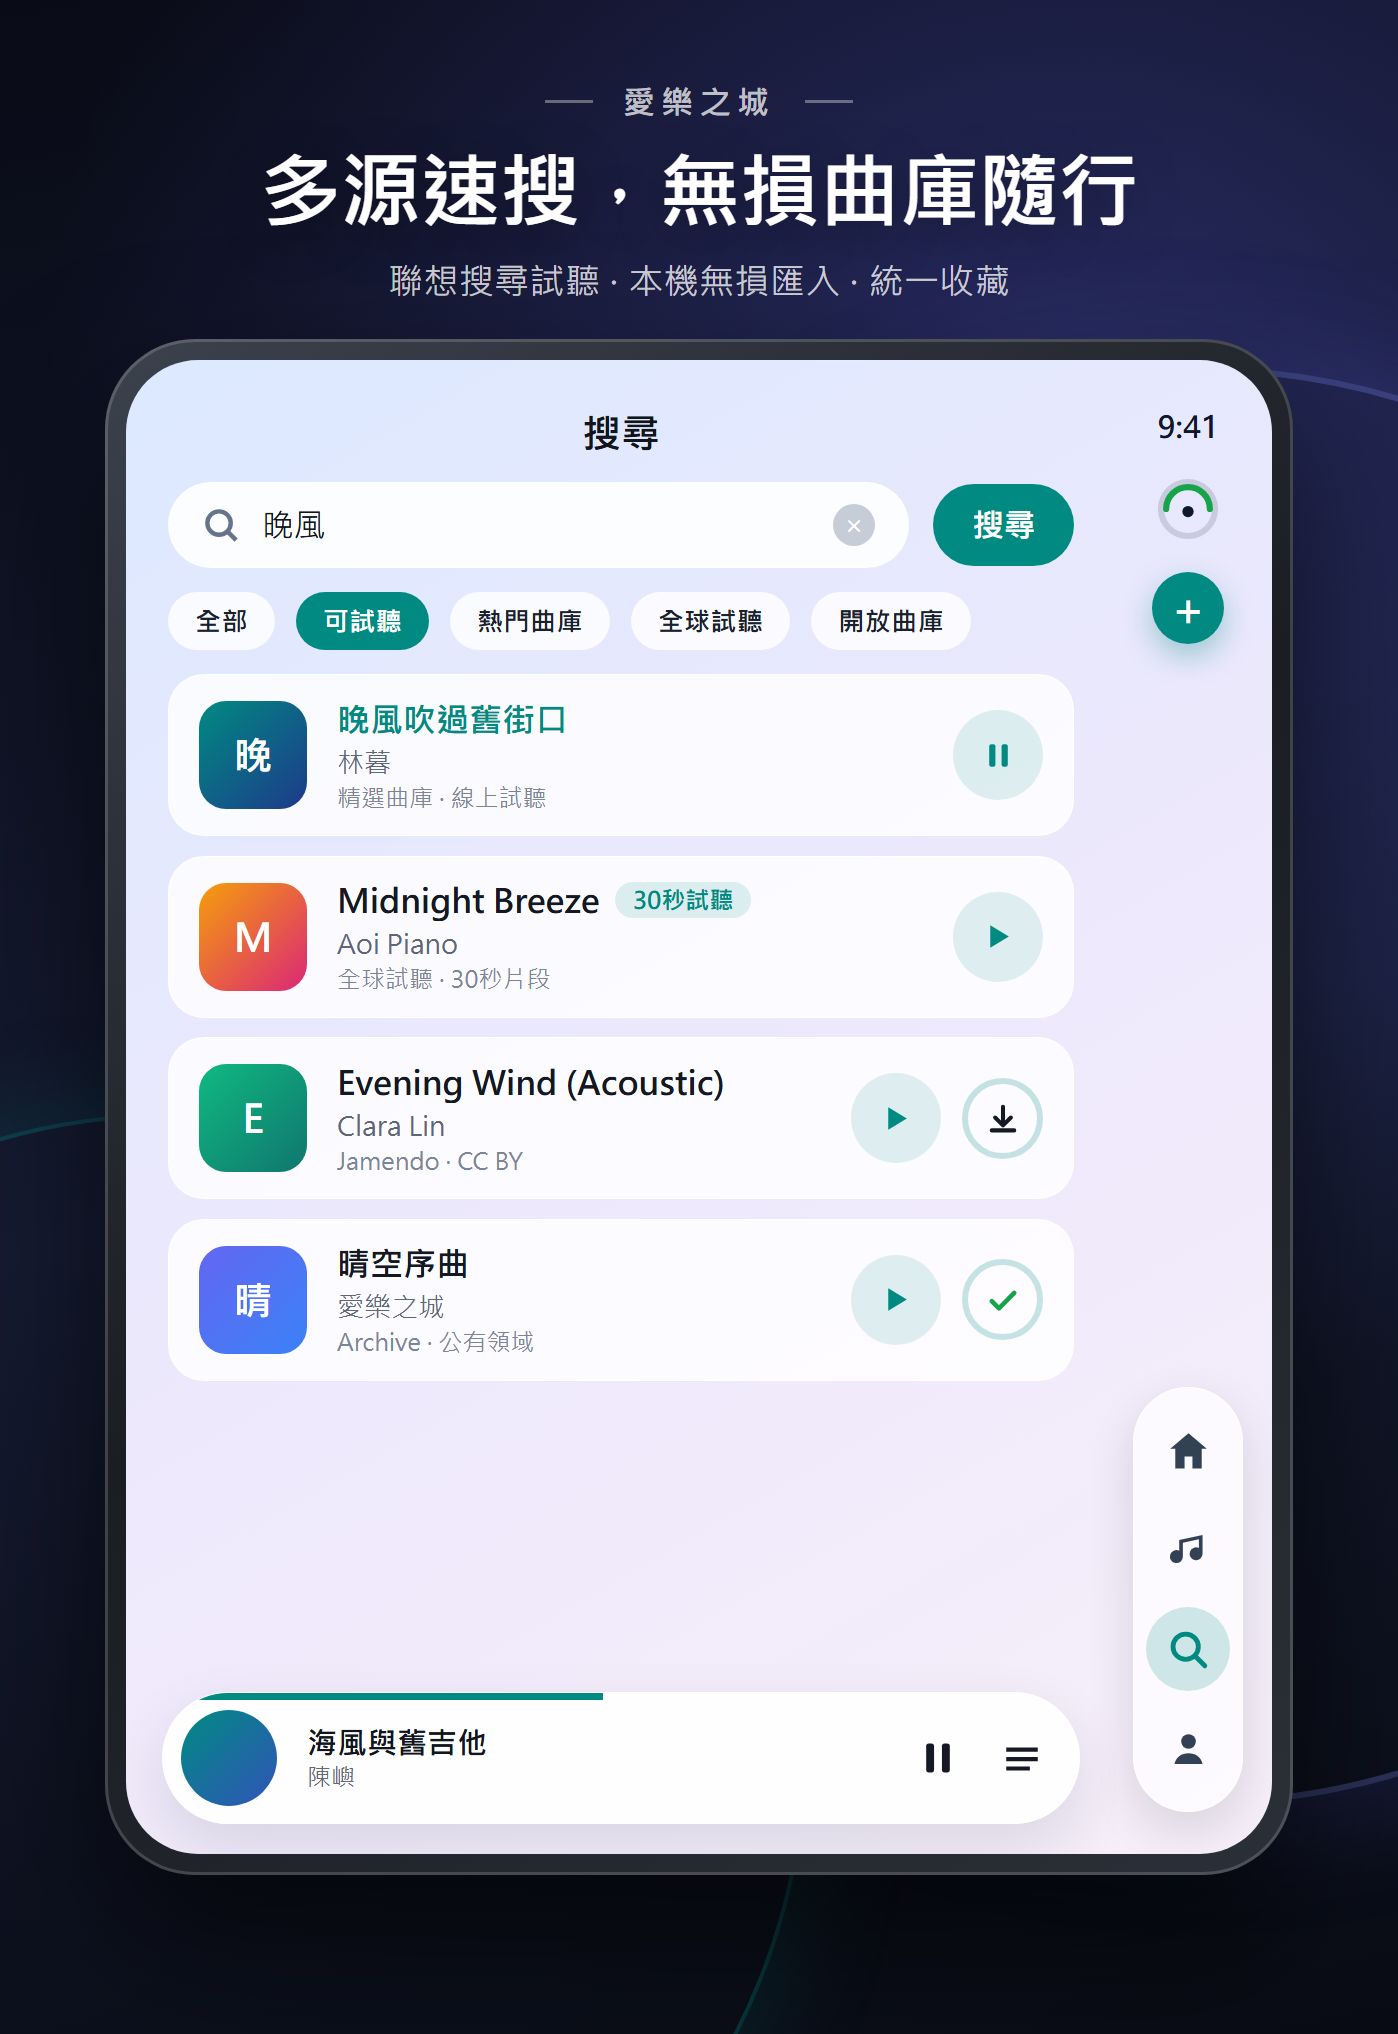 愛樂之城
多源速搜，無損曲庫隨行
聯想搜尋試聽 · 本機無損匯入 · 統一收藏
搜尋
9:41
晚風
搜尋
全部
可試聽
熱門曲庫
全球試聽
開放曲庫
晚
晚風吹過舊街口
林暮
精選曲庫 · 線上試聽
M
Midnight Breeze 30秒試聽
Aoi Piano
全球試聽 · 30秒片段
E
Evening Wind (Acoustic)
Clara Lin
Jamendo · CC BY
晴
晴空序曲
愛樂之城
Archive · 公有領域
海風與舊吉他
陳嶼